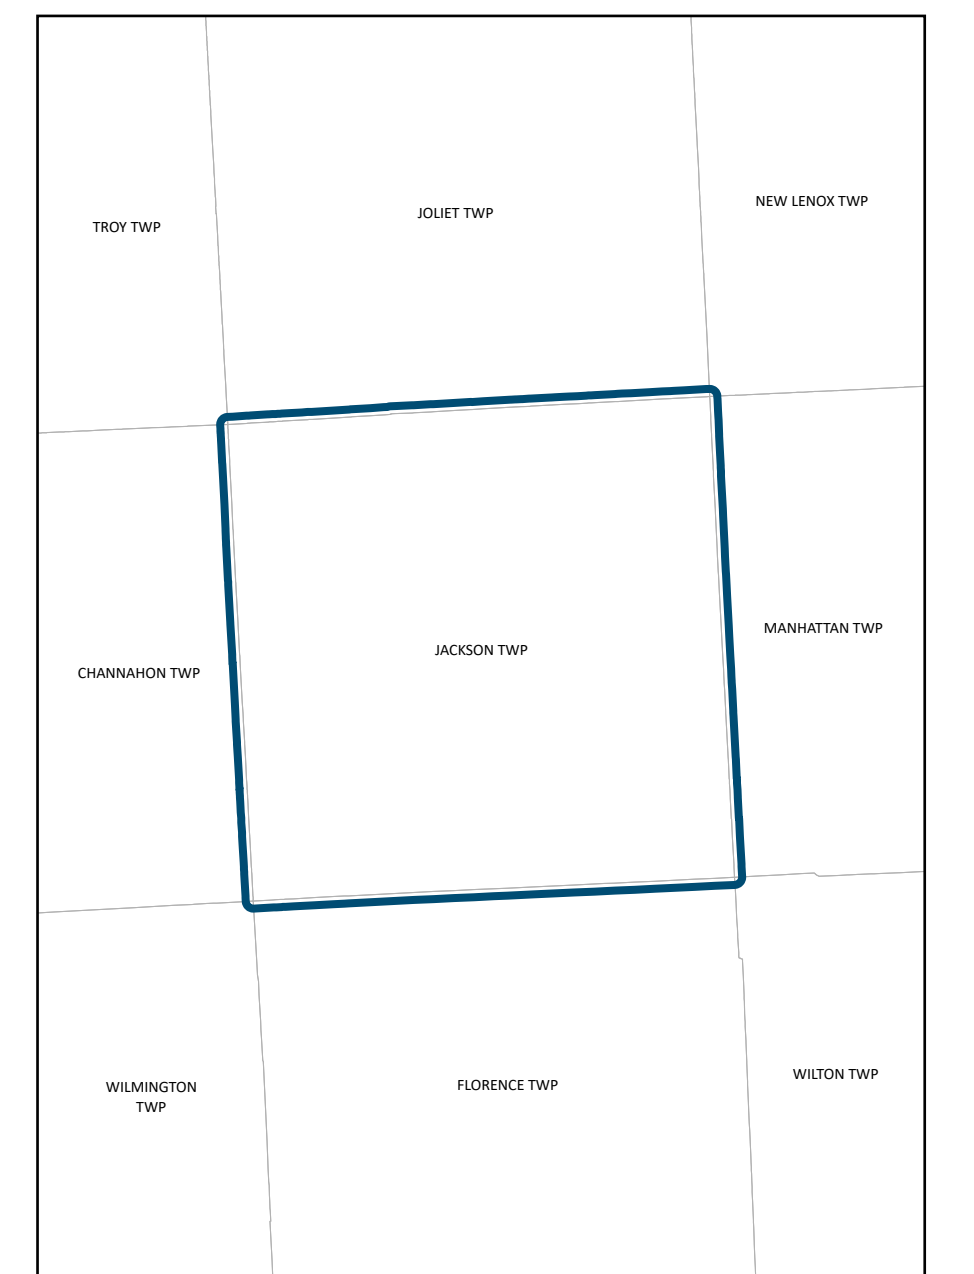 NEW LENOX TWP
JOLIET TWP
TROY TWP
MANHATTAN TWP
JACKSON TWP
CHANNAHON TWP
WILTON TWP
FLORENCE TWP
WILMINGTON
TWP